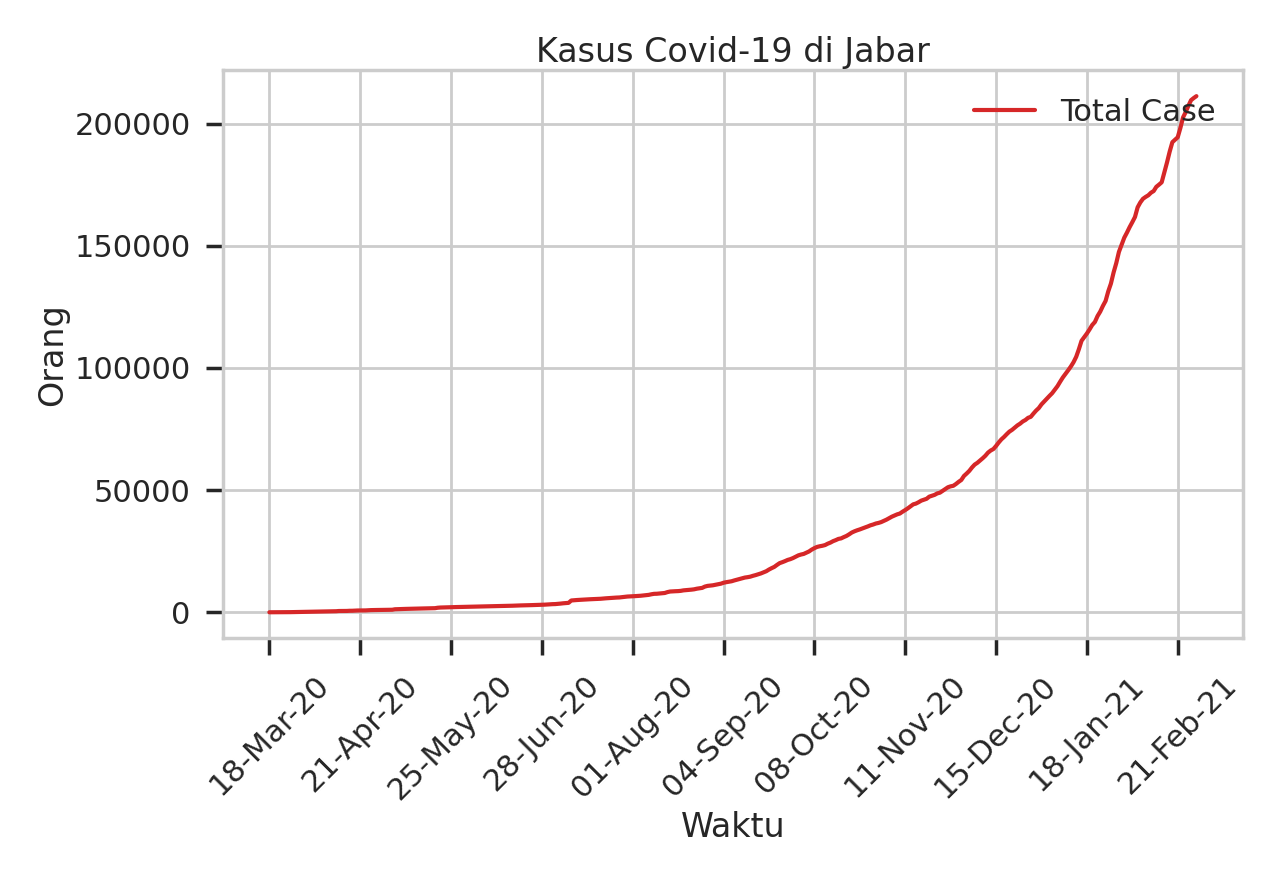 Kasus Covid-19 di Jabar
Total Case
Orang
200000
150000
100000
50000
0
18-Mar-20
21-Apr-20
25-May-20
28-Jun-20
01-Aug-20
04-Sep-20
08-Oct-20
11-Nov-20
15-Dec-20
18-Jan-21
21-Feb-21
Waktu